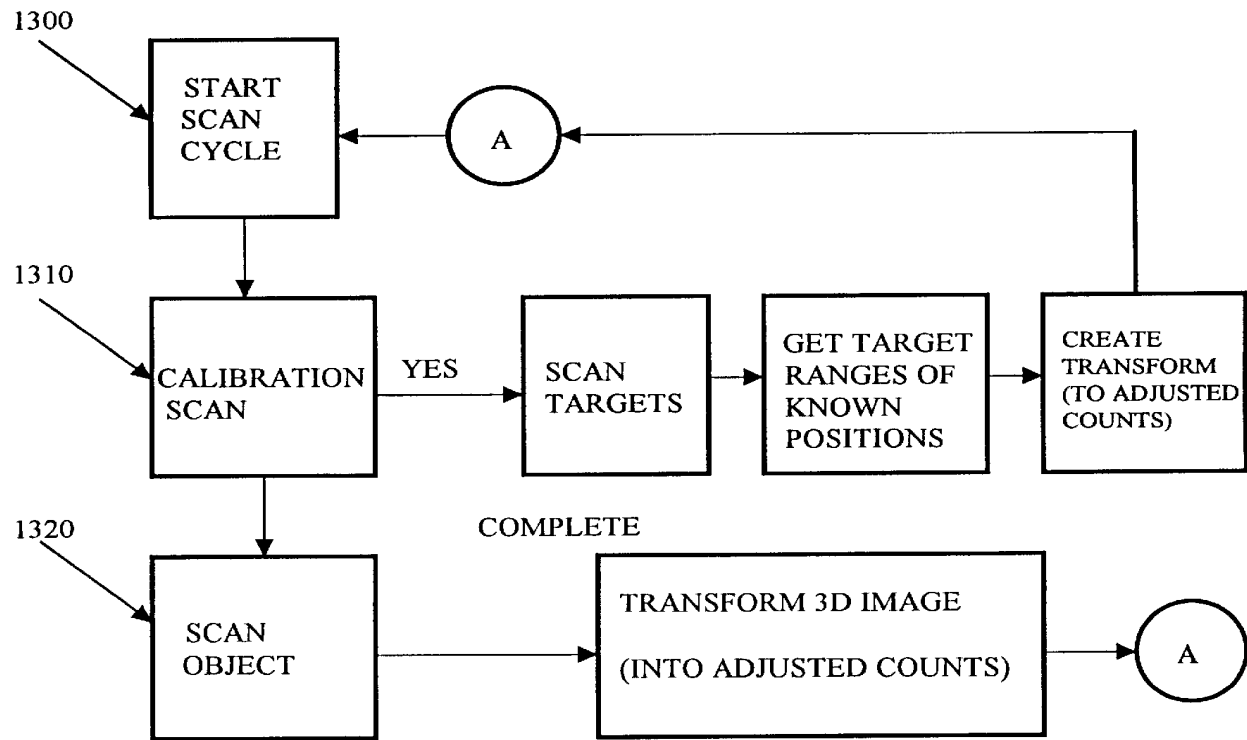 1300
START
SCAN
CYCLE
A
1310
CALIBRATION
SCAN
YES
SCAN
TARGETS
GET TARGET
RANGES OF
KNOWN
POSITIONS
CREATE
TRANSFORM
(TO ADJUSTED
COUNTS)
1320
SCAN
OBJECT
COMPLETE
TRANSFORM 3D IMAGE
(INTO ADJUSTED COUNTS)
A